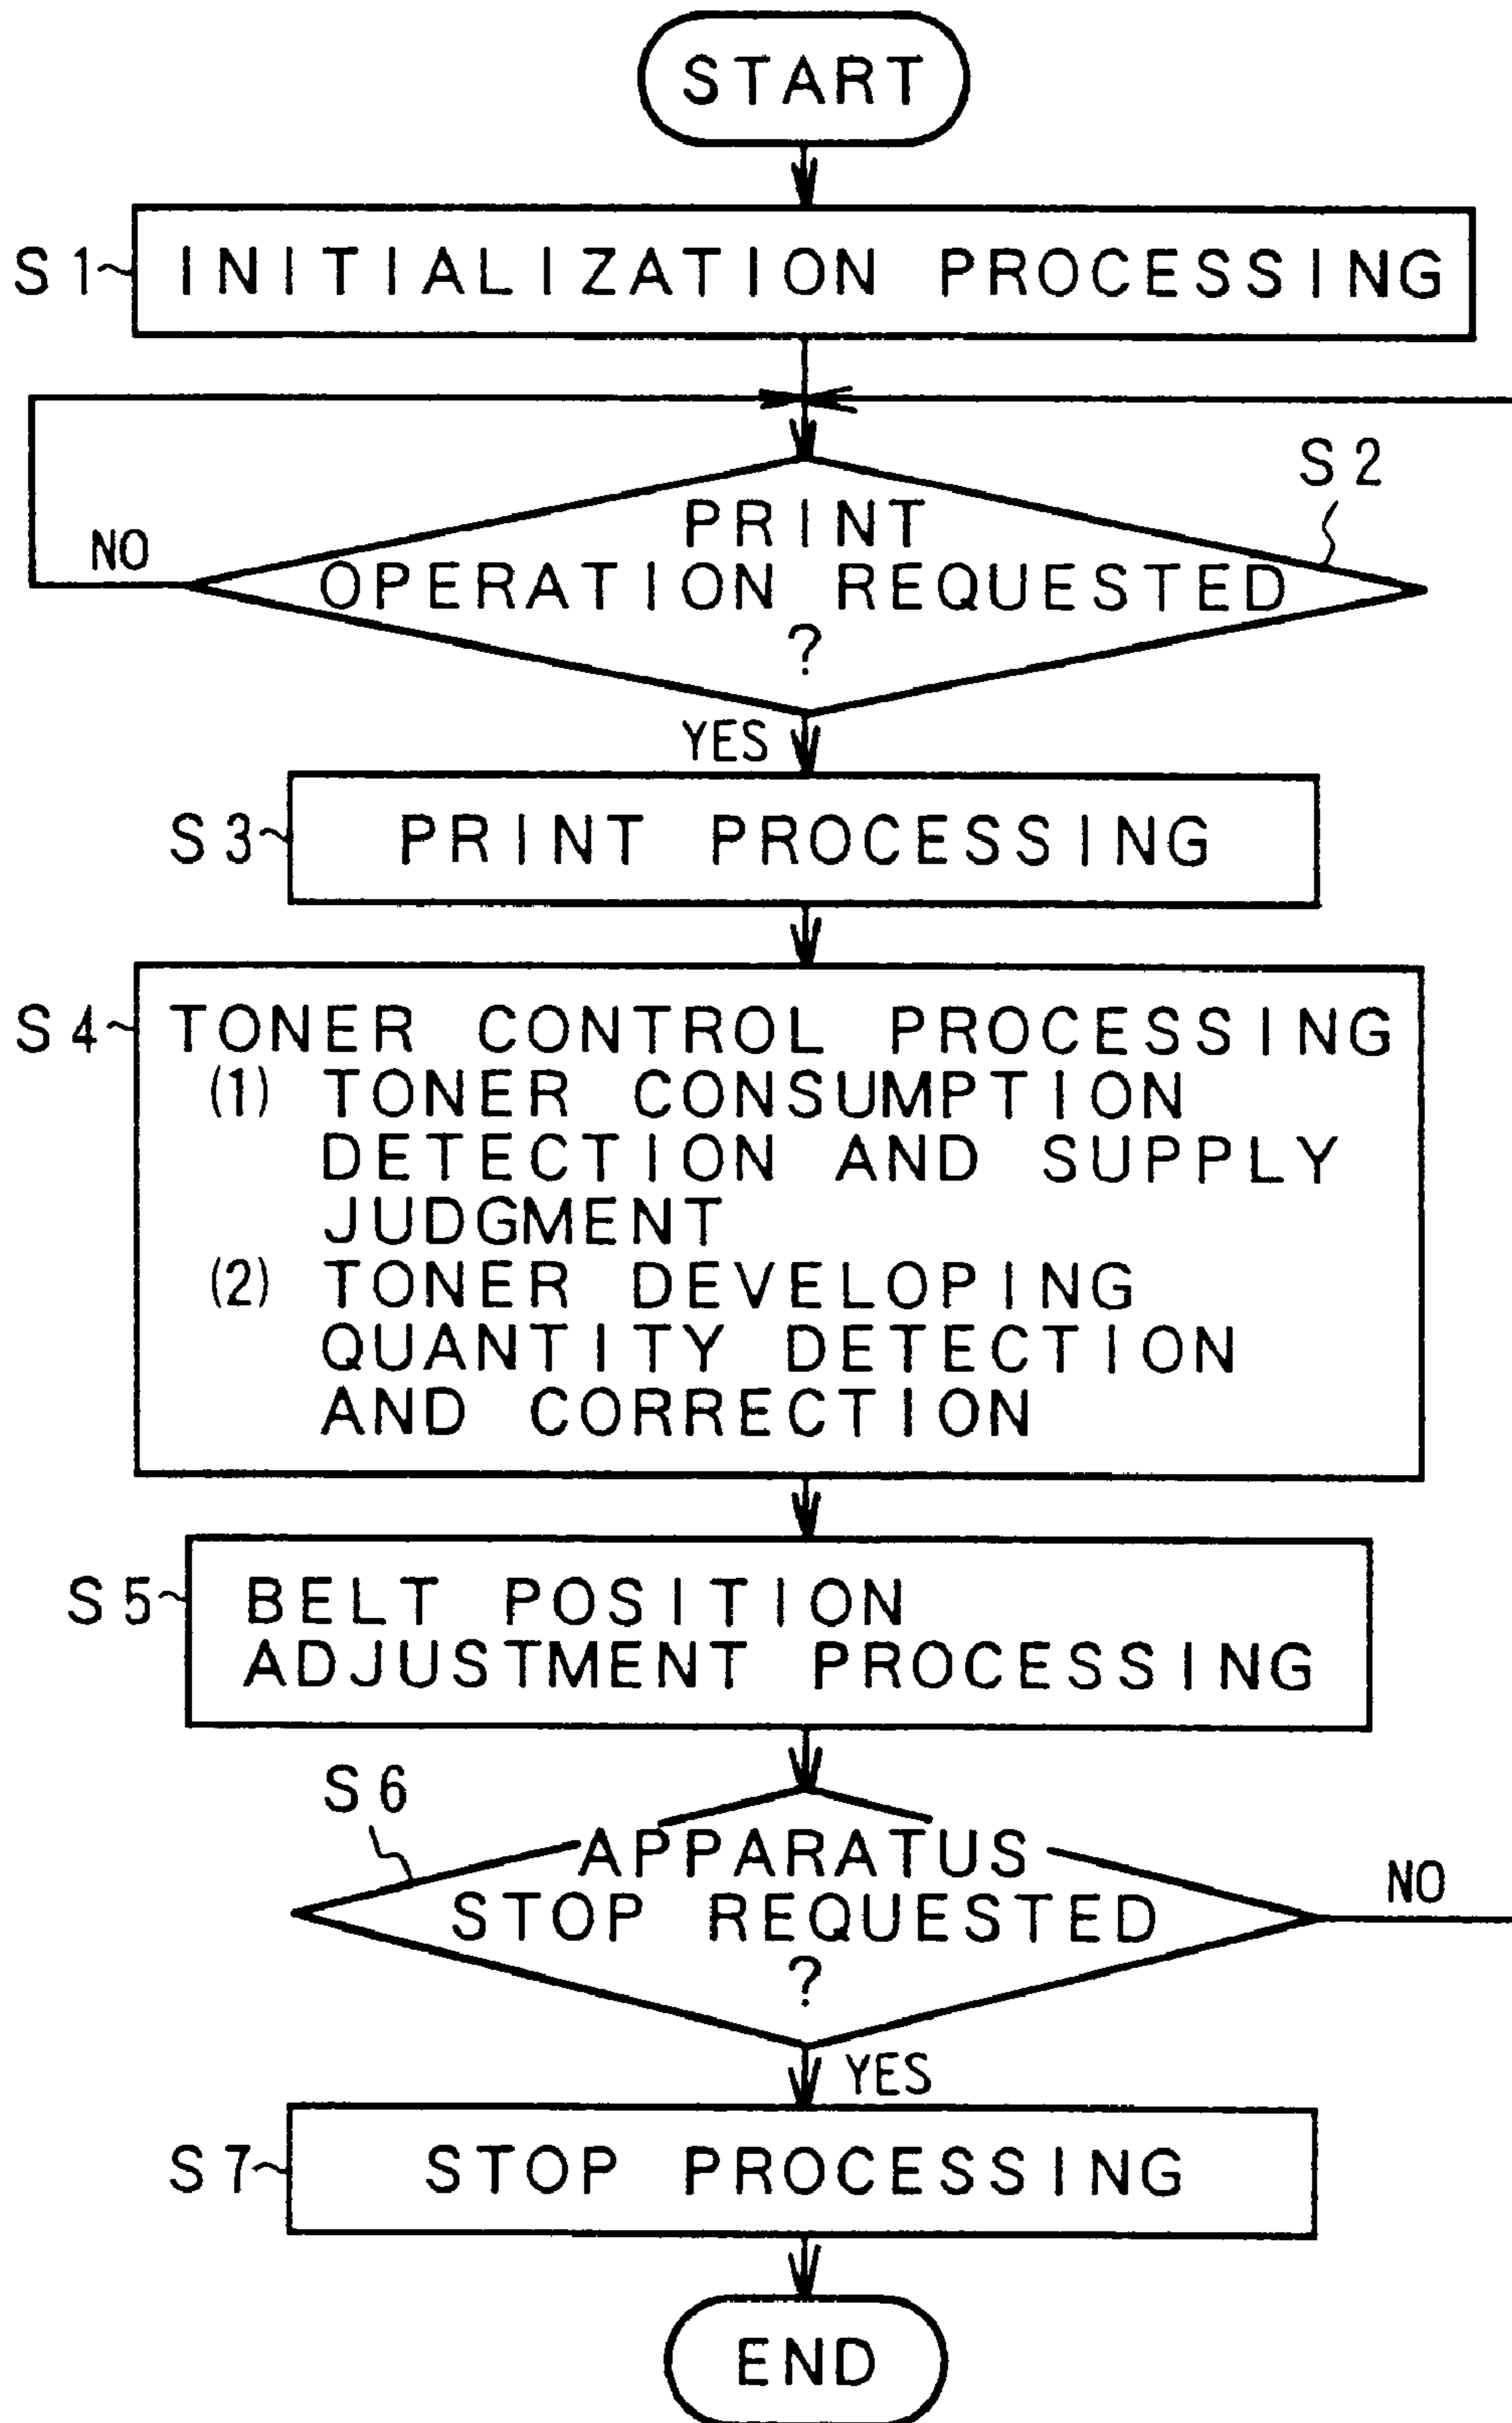 START
S1 INITIALIZATION PROCESSING
S2
PRINT
NO
OPERATION REQUESTED
?
YES
S3 PRINT PROCESSING
S4 TONER CONTROL PROCESSING
(1) TONER CONSUMPTION
DETECTION AND SUPPLY
JUDGMENT
(2) TONER DEVELOPING
QUANTITY DETECTION
AND CORRECTION
S5 BELT POSITION
ADJUSTMENT PROCESSING
S6
APPARATUS
NO
STOP REQUESTED
?
YES
S7 STOP PROCESSING
END